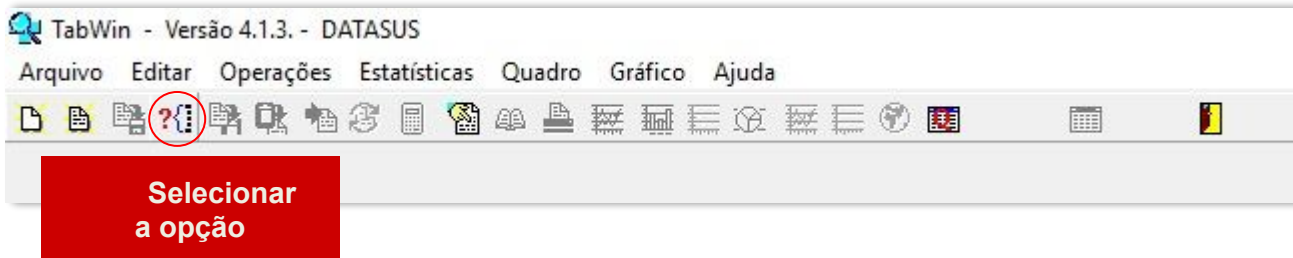 TabWin - Versão 4.1.3. - DATASUS
Arquivo Editar Operações Estatísticas Quadro Gráfico Ajuda
?{
Selecionar
a opção